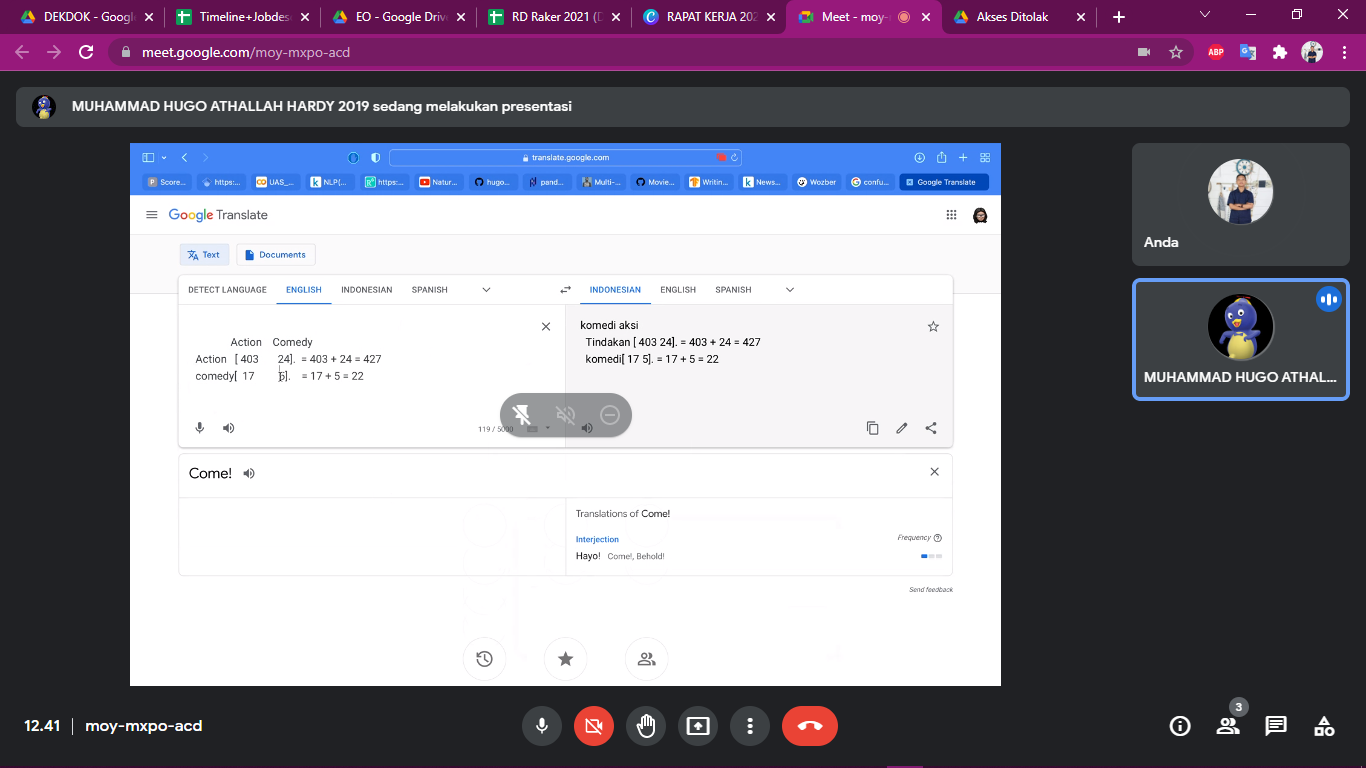 DEKDOK - Googl
Timeline+Jobdes
EO - Google Driv
RD Raker 2021 (D
RAPAT KERJA 202
Meet - moy-
Akses Ditolak
meet.google.com/moy-mxpo-acd
ABP
MUHAMMAD HUGO ATHALLAH HARDY 2019 sedang melakukan presentasi
translate.google.com
Score...
https:...
UAS_...
NLP(...
https:...
Natur...
hugo...
pand...
Multi-...
Movie...
Writin...
News...
Wozber
confu...
Google Translate
Google Translate
Text
Documents
DETECT LANGUAGE ENGLISH INDONESIAN SPANISH
INDONESIAN ENGLISH SPANISH
Action Comedy
Action [ 403 24]. = 403 + 24 = 427
comedy[ 17 5]. = 17 + 5 = 22
119 / 5000
komedi aksi
Tindakan [ 403 24]. = 403 + 24 = 427
komedi[ 17 5]. = 17 + 5 = 22
Come!
Translations of Come!
Interjection
Frequency
Hayo! Come!, Behold!
Send feedback
Anda
MUHAMMAD HUGO ATHAL...
12.41 | moy-mxpo-acd
3